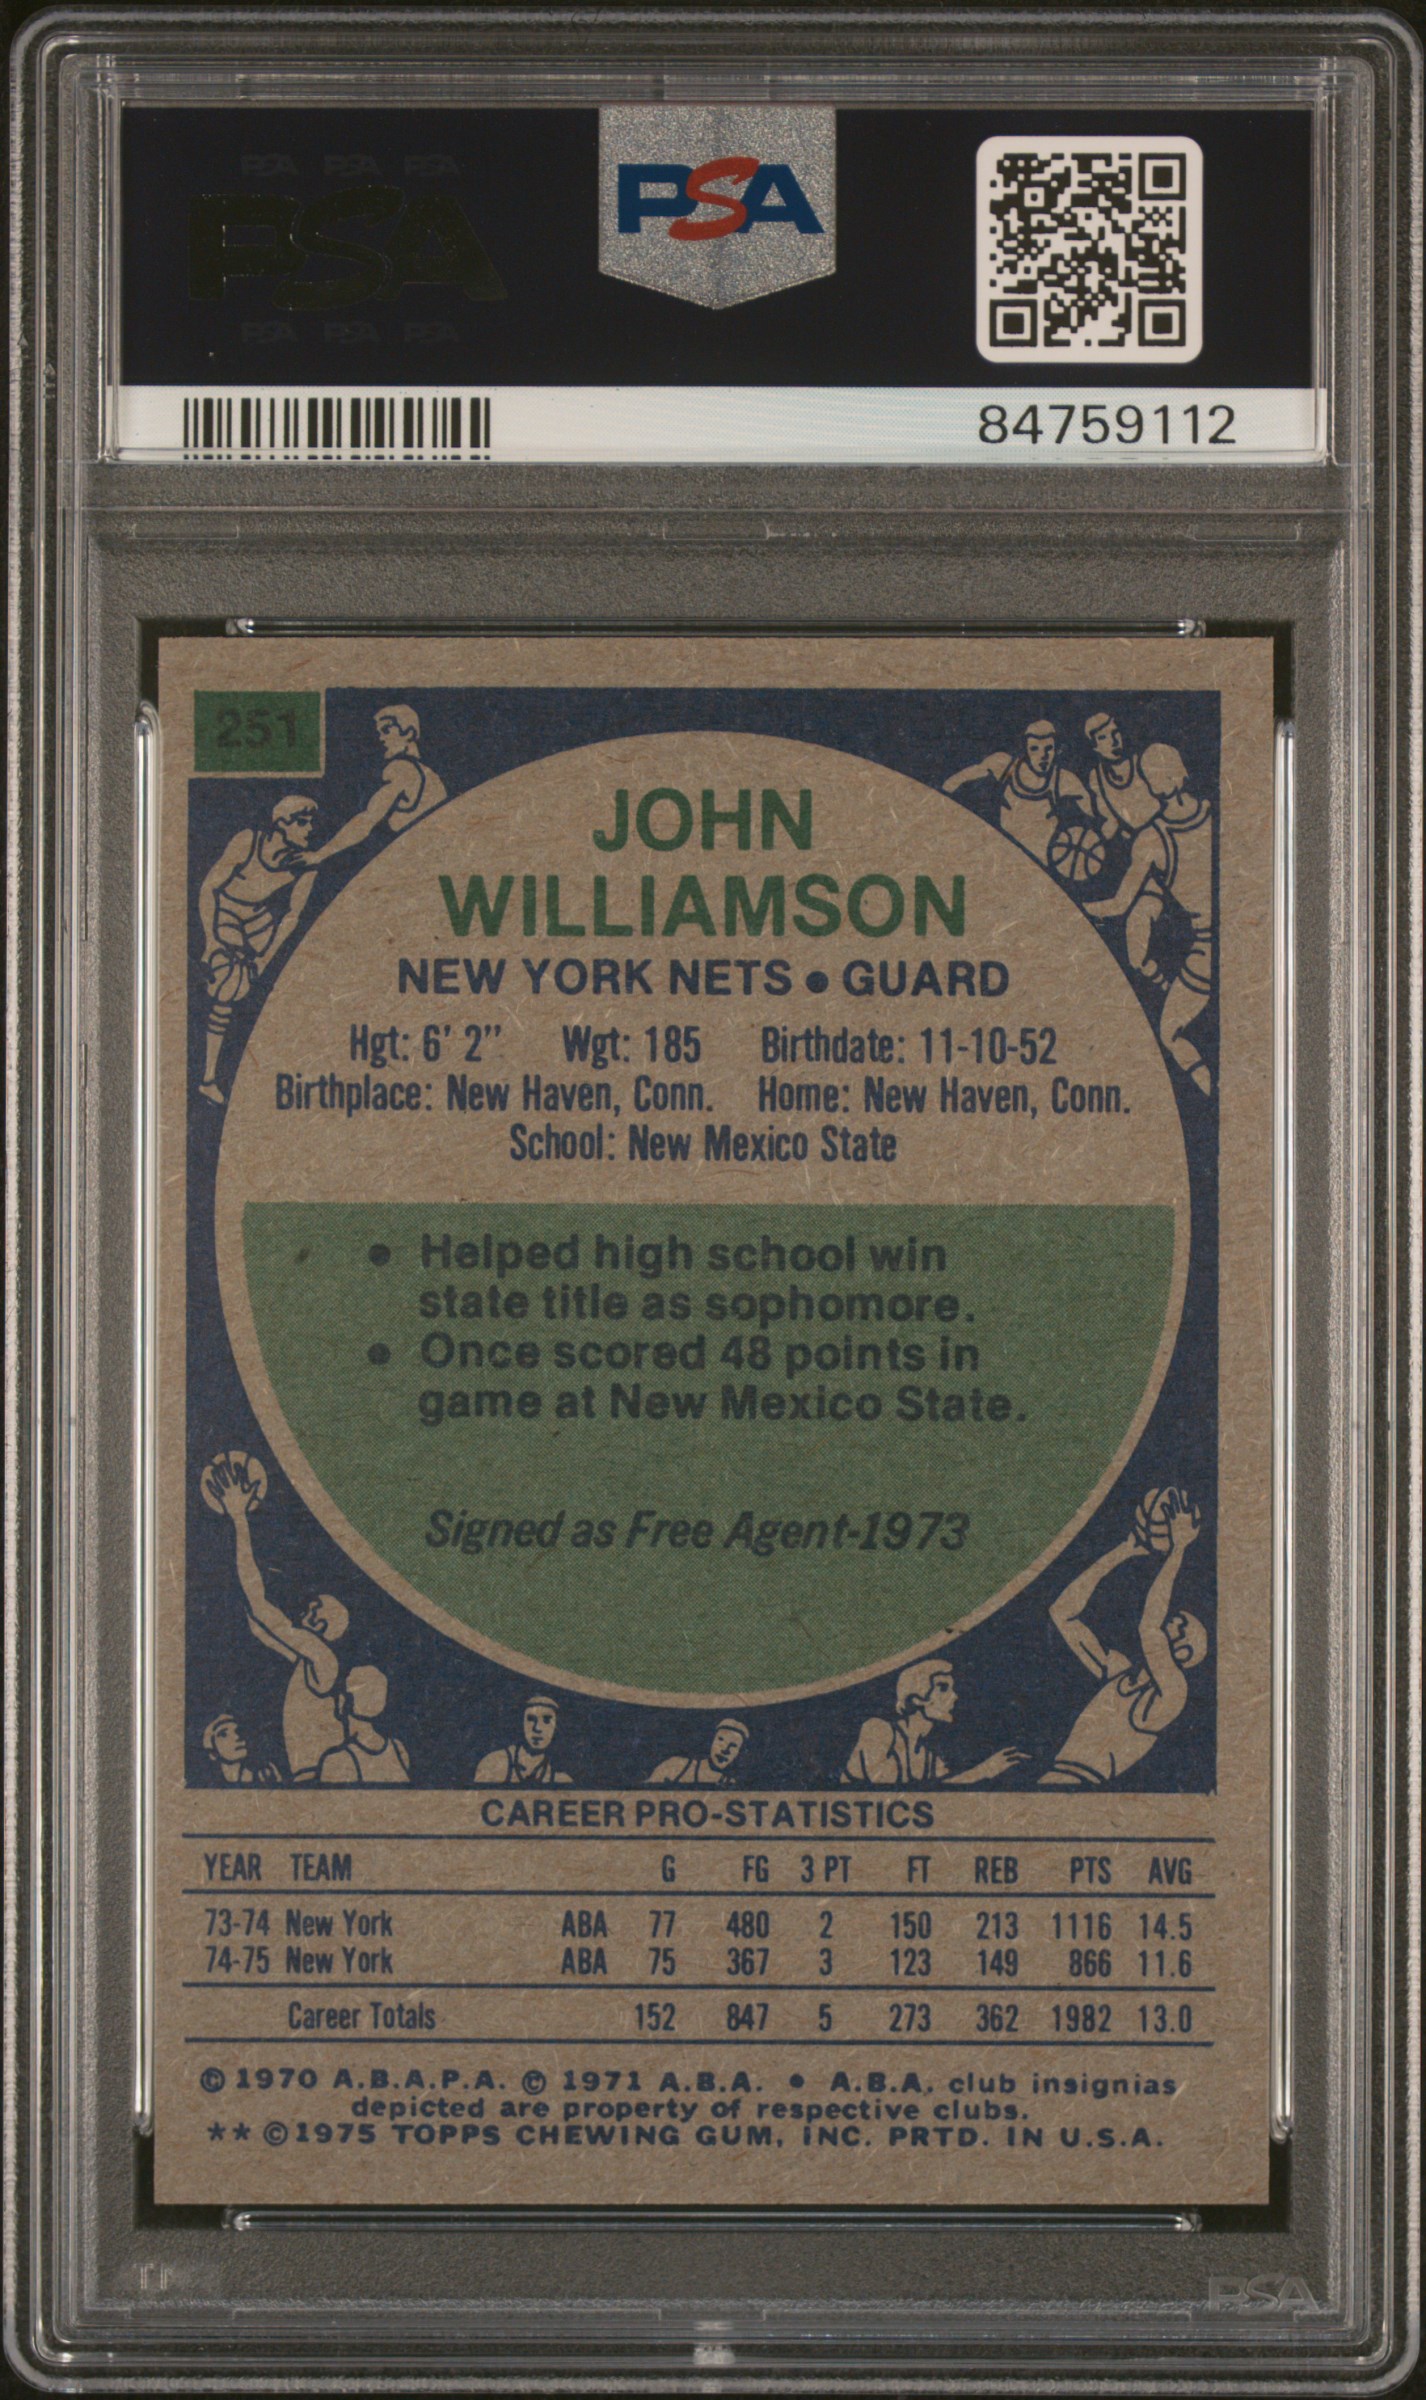 PSA PSA PSA
PSA
PSA PSA PSA
PSA
84759112
251
JOHN
WILLIAMSON
NEW YORK NETS • GUARD
Hgt: 6' 2" Wgt: 185 Birthdate: 11-10-52
Birthplace: New Haven, Conn. Home: New Haven, Conn.
School: New Mexico State
• Helped high school win
state title as sophomore.
• Once scored 48 points in
game at New Mexico State.
Signed as Free Agent-1973
CAREER PRO-STATISTICS
YEAR TEAM G FG 3 PT FT REB PTS AVG
73-74 New York ABA 77 480 2 150 213 1116 14.5
74-75 New York ABA 75 367 3 123 149 866 11.6
Career Totals 152 847 5 273 362 1982 13.0
© 1970 A.B.A.P.A. © 1971 A.B.A. • A.B.A. club insignias
depicted are property of respective clubs.
** © 1975 TOPPS CHEWING GUM, INC. PRTD. IN U.S.A.
PSA